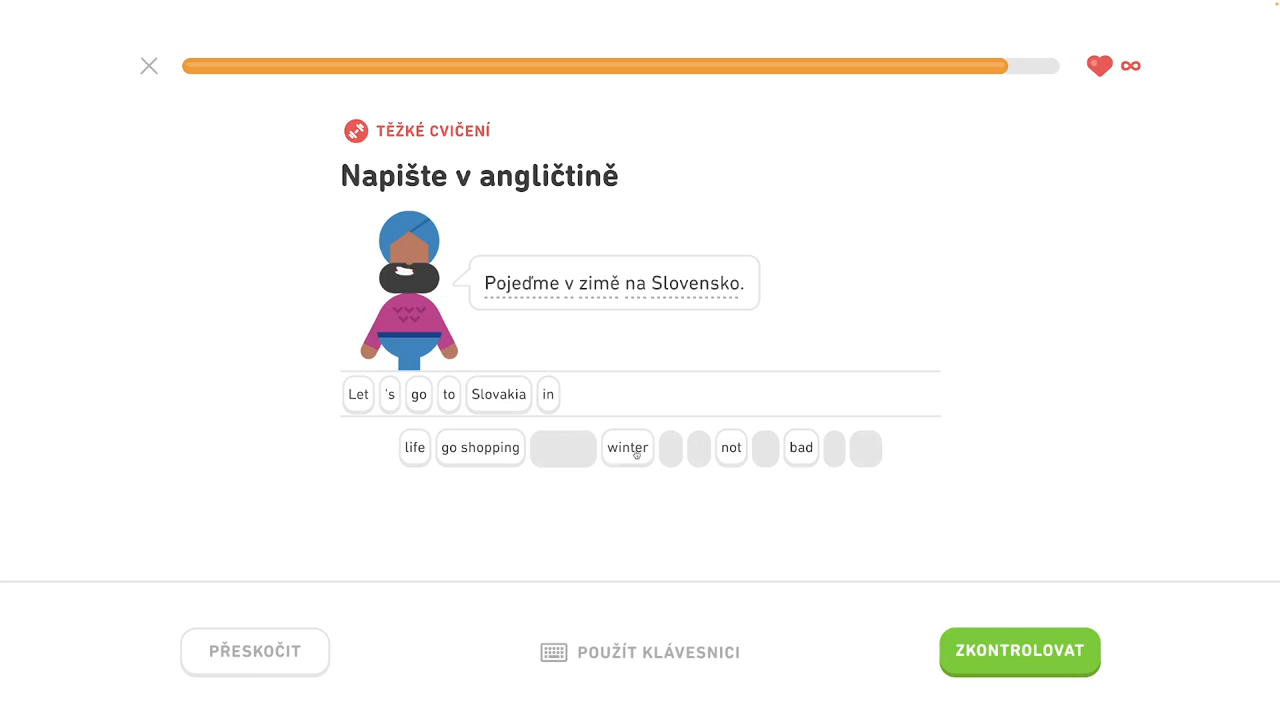 TĚŽKÉ CVIČENÍ
Napište v angličtině
Pojeďme v zimě na Slovensko.
Let 's go to Slovakia in
life go shopping winter not bad
PŘESKOČIT POUŽÍT KLÁVESNICI ZKONTROLOVAT